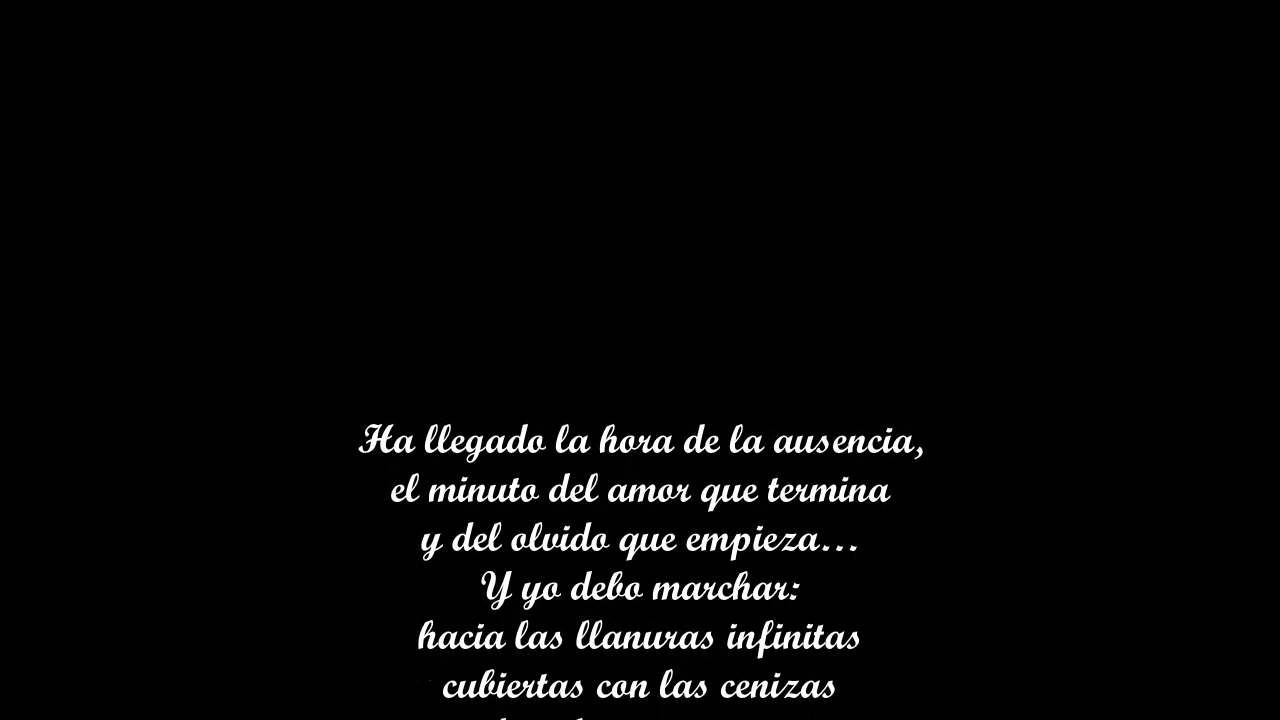 Ha llegado la hora de la ausencia,
el minuto del amor que termina
y del olvido que empieza...
Y yo debo marchar:
hacia las llanuras infinitas
cubiertas con las cenizas